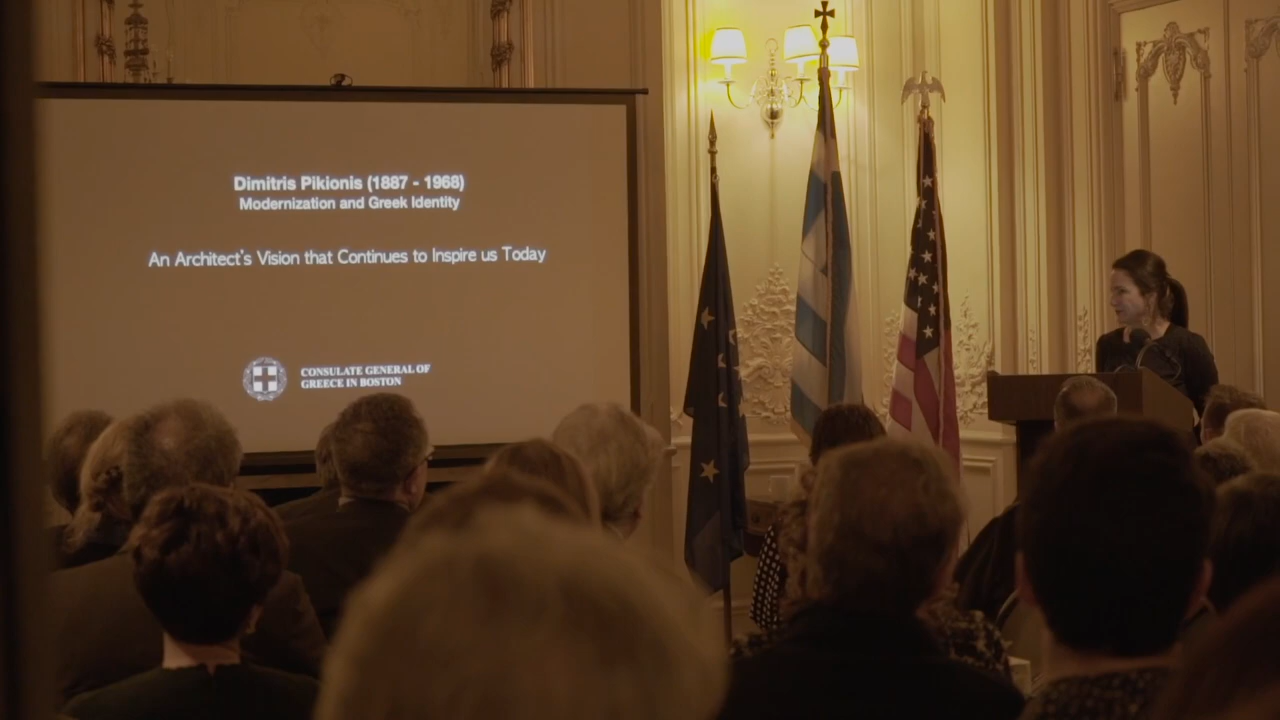 Dimitris Pikionis (1887 - 1968)
Modernization and Greek Identity
An Architect's Vision that Continues to Inspire us Today
CONSULATE GENERAL OF
GREECE IN BOSTON